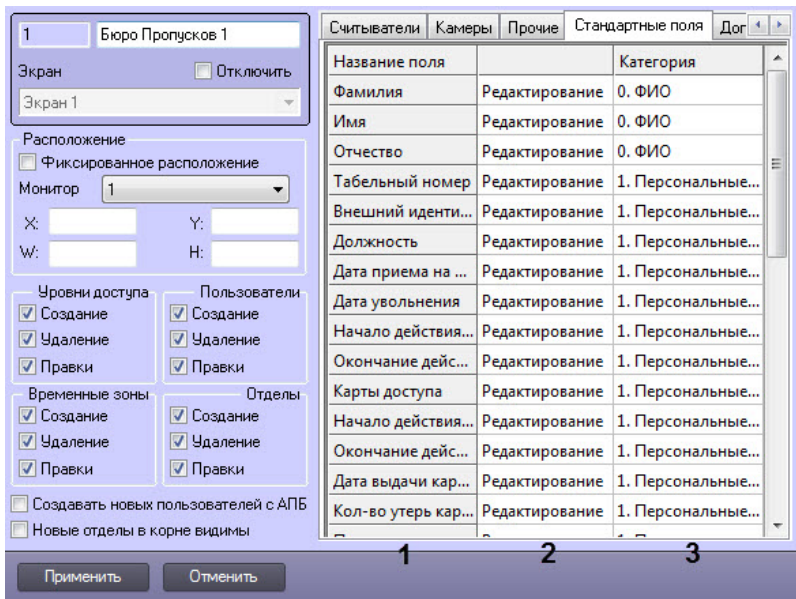 1
Бюро Пропусков 1
Экран
Отключить
Экран 1
Расположение
Фиксированное расположение
Монитор
1
X:
Y:
W:
H:
Уровни доступа
Создание
Удаление
Правки
Пользователи
Создание
Удаление
Правки
Временные зоны
Создание
Удаление
Правки
Отделы
Создание
Удаление
Правки
Создавать новых пользователей с АПБ
Новые отделы в корне видимы
Считыватели Камеры Прочие Стандартные поля Дог
Название поля Категория
Фамилия Редактирование 0. ФИО
Имя Редактирование 0. ФИО
Отчество Редактирование 0. ФИО
Табельный номер Редактирование 1. Персональные...
Внешний иденти... Редактирование 1. Персональные...
Должность Редактирование 1. Персональные...
Дата приема на ... Редактирование 1. Персональные...
Дата увольнения Редактирование 1. Персональные...
Начало действия... Редактирование 1. Персональные...
Окончание дейс... Редактирование 1. Персональные...
Карты доступа Редактирование 1. Персональные...
Начало действия... Редактирование 1. Персональные...
Окончание дейс... Редактирование 1. Персональные...
Дата выдачи кар... Редактирование 1. Персональные...
Кол-во утерь кар... Редактирование 1. Персональные...
1 2 3
Применить Отменить